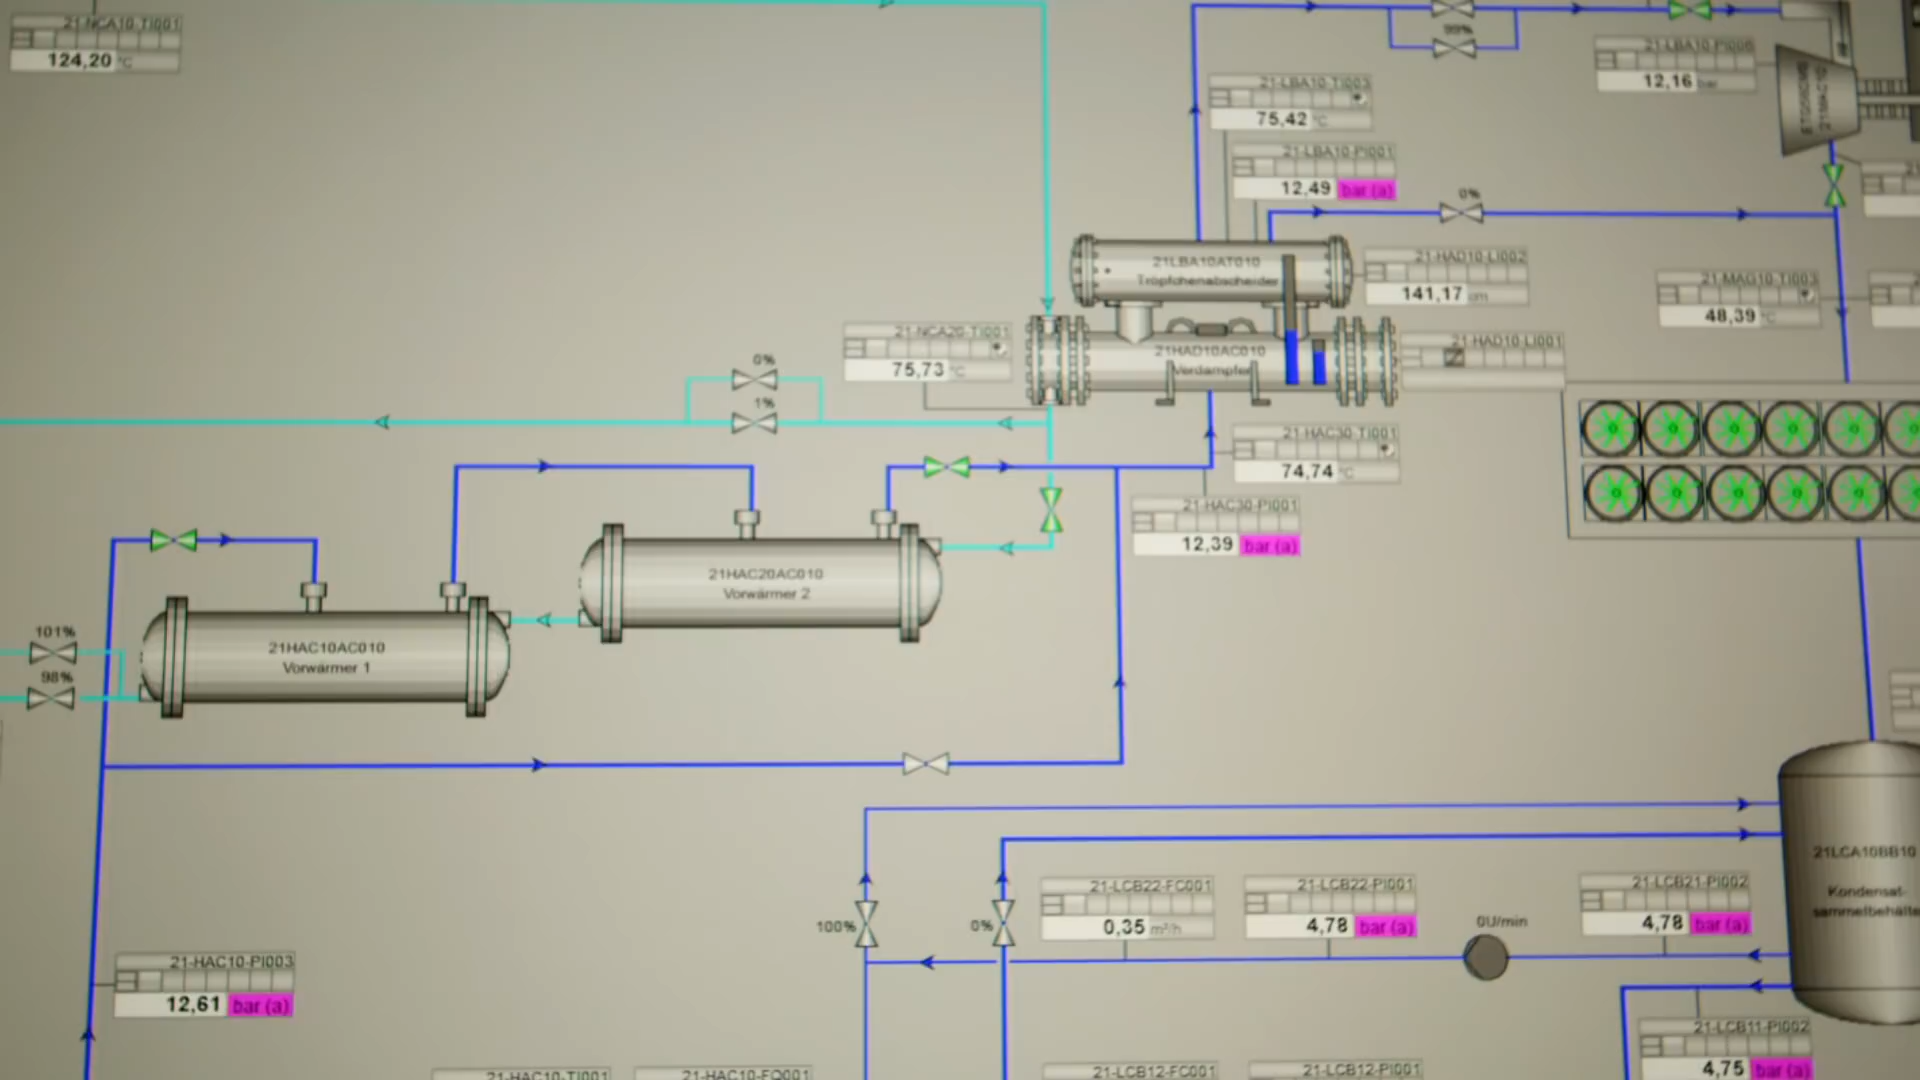 21-NCA10-TI001
124,20 °C
99%
21-LBA10-PI006
12,16 bar
21MAC10
21-LBA10-TI003
75,42 °C
21-LBA10-PI001
12,49 bar (a)
0%
21LBA10AT010
Tröpfchenabscheider
21-HAD10-LI002
141,17 cm
21-MAG10-TI003
48,39 °C
21-NCA20-TI001
75,73 °C
21HAD10AC010
Verdampfer
21-HAD10-LI001
0%
1%
21-HAC30-TI001
74,74 °C
21-HAC30-PI001
12,39 bar (a)
21HAC20AC010
Vorwärmer 2
101%
98%
21HAC10AC010
Vorwärmer 1
21LCA10BB10
Kondensat-
sammelbehälte
21-LCB22-FC001
0,35 m³/h
21-LCB22-PI001
4,78 bar (a)
0U/min
21-LCB21-PI002
4,78 bar (a)
100%
0%
21-HAC10-PI003
12,61 bar (a)
21-LCB11-PI002
4,75 bar (a)
21-HAC10-TI001
21-HAC10-FQ001
21-LCB12-FC001
21-LCB12-PI001